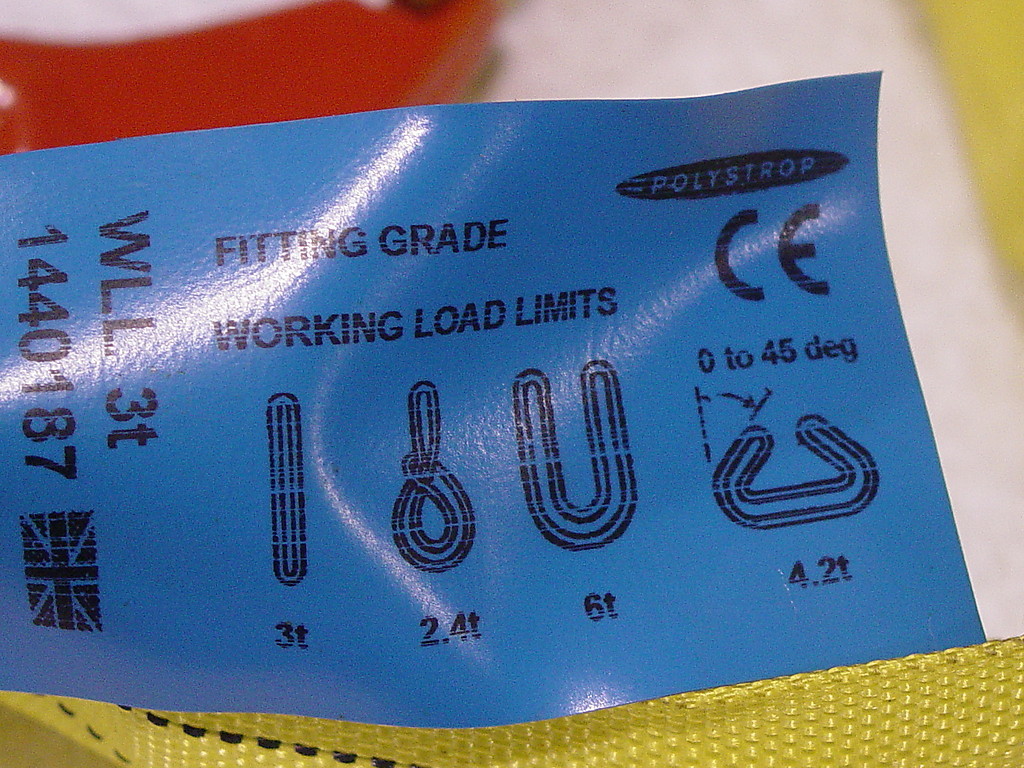 POLYSTROP
CE
FITTING GRADE
WORKING LOAD LIMITS
0 to 45 deg
3t
2.4t
6t
4.2t
WLL 3t
1440187